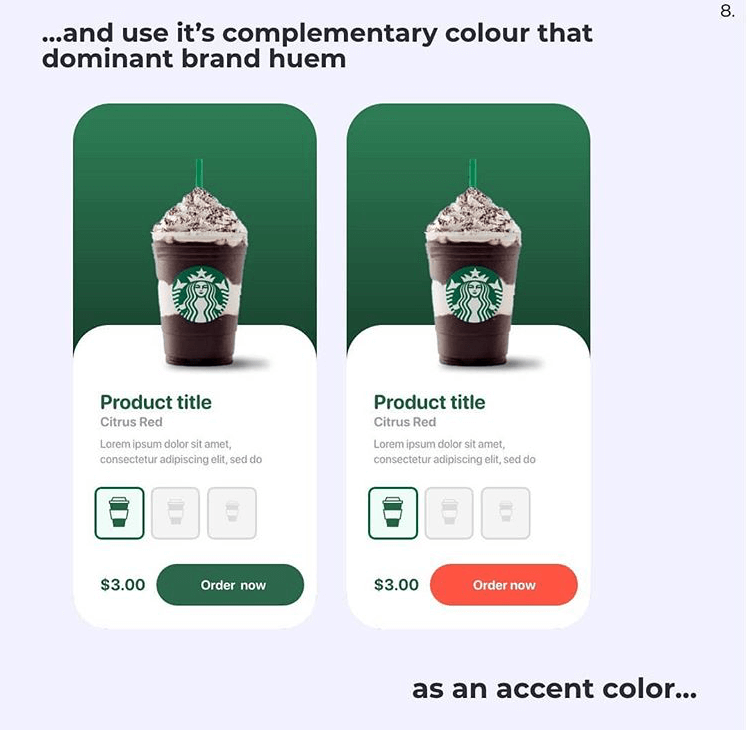 8.
...and use it’s complementary colour that
dominant brand huem
Product title
Citrus Red
Lorem ipsum dolor sit amet,
consectetur adipiscing elit, sed do
$3.00
Order now
Product title
Citrus Red
Lorem ipsum dolor sit amet,
consectetur adipiscing elit, sed do
$3.00
Order now
as an accent color...